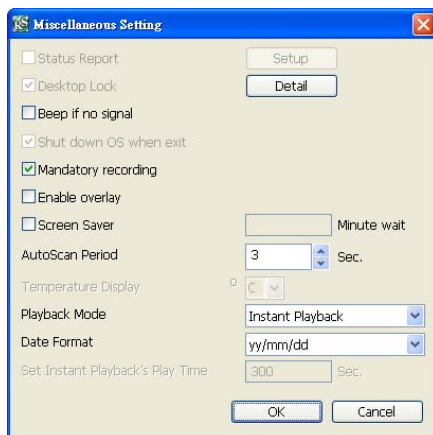 Miscellaneous Setting
Status Report Setup
Desktop Lock Detail
Beep if no signal
Shut down OS when exit
Mandatory recording
Enable overlay
Screen Saver Minute wait
AutoScan Period 3 Sec.
Temperature Display ° C
Playback Mode Instant Playback
Date Format yy/mm/dd
Set Instant Playback's Play Time 300 Sec.
OK Cancel